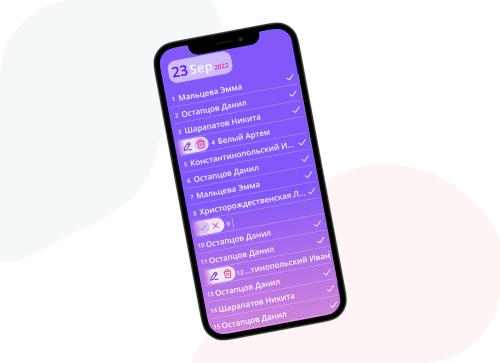 23 Sep 2022
1 Мальцева Эмма
2 Остапцов Данил
3 Шарапатов Никита
4 Белый Артем
5 Константинопольский И...
6 Остапцов Данил
7 Мальцева Эмма
8 Христорождественская Л...
9
10 Остапцов Данил
11 Остапцов Данил
12 ...тинопольский Иван
13 Остапцов Данил
14 Шарапатов Никита
15 Остапцов Данил